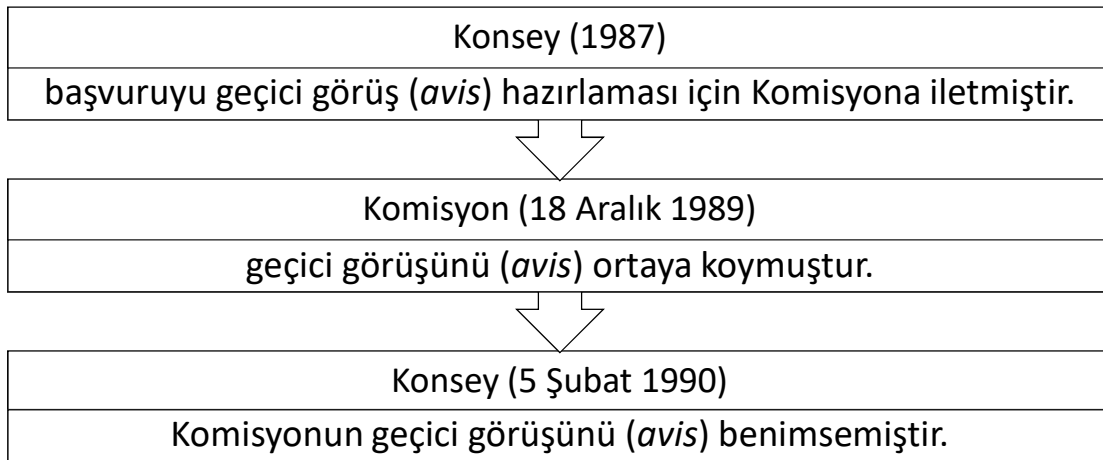 Konsey (1987)
başvuruyu geçici görüş (avis) hazırlaması için Komisyona iletmiştir.
Komisyon (18 Aralık 1989)
geçici görüşünü (avis) ortaya koymuştur.
Konsey (5 Şubat 1990)
Komisyonun geçici görüşünü (avis) benimsemiştir.